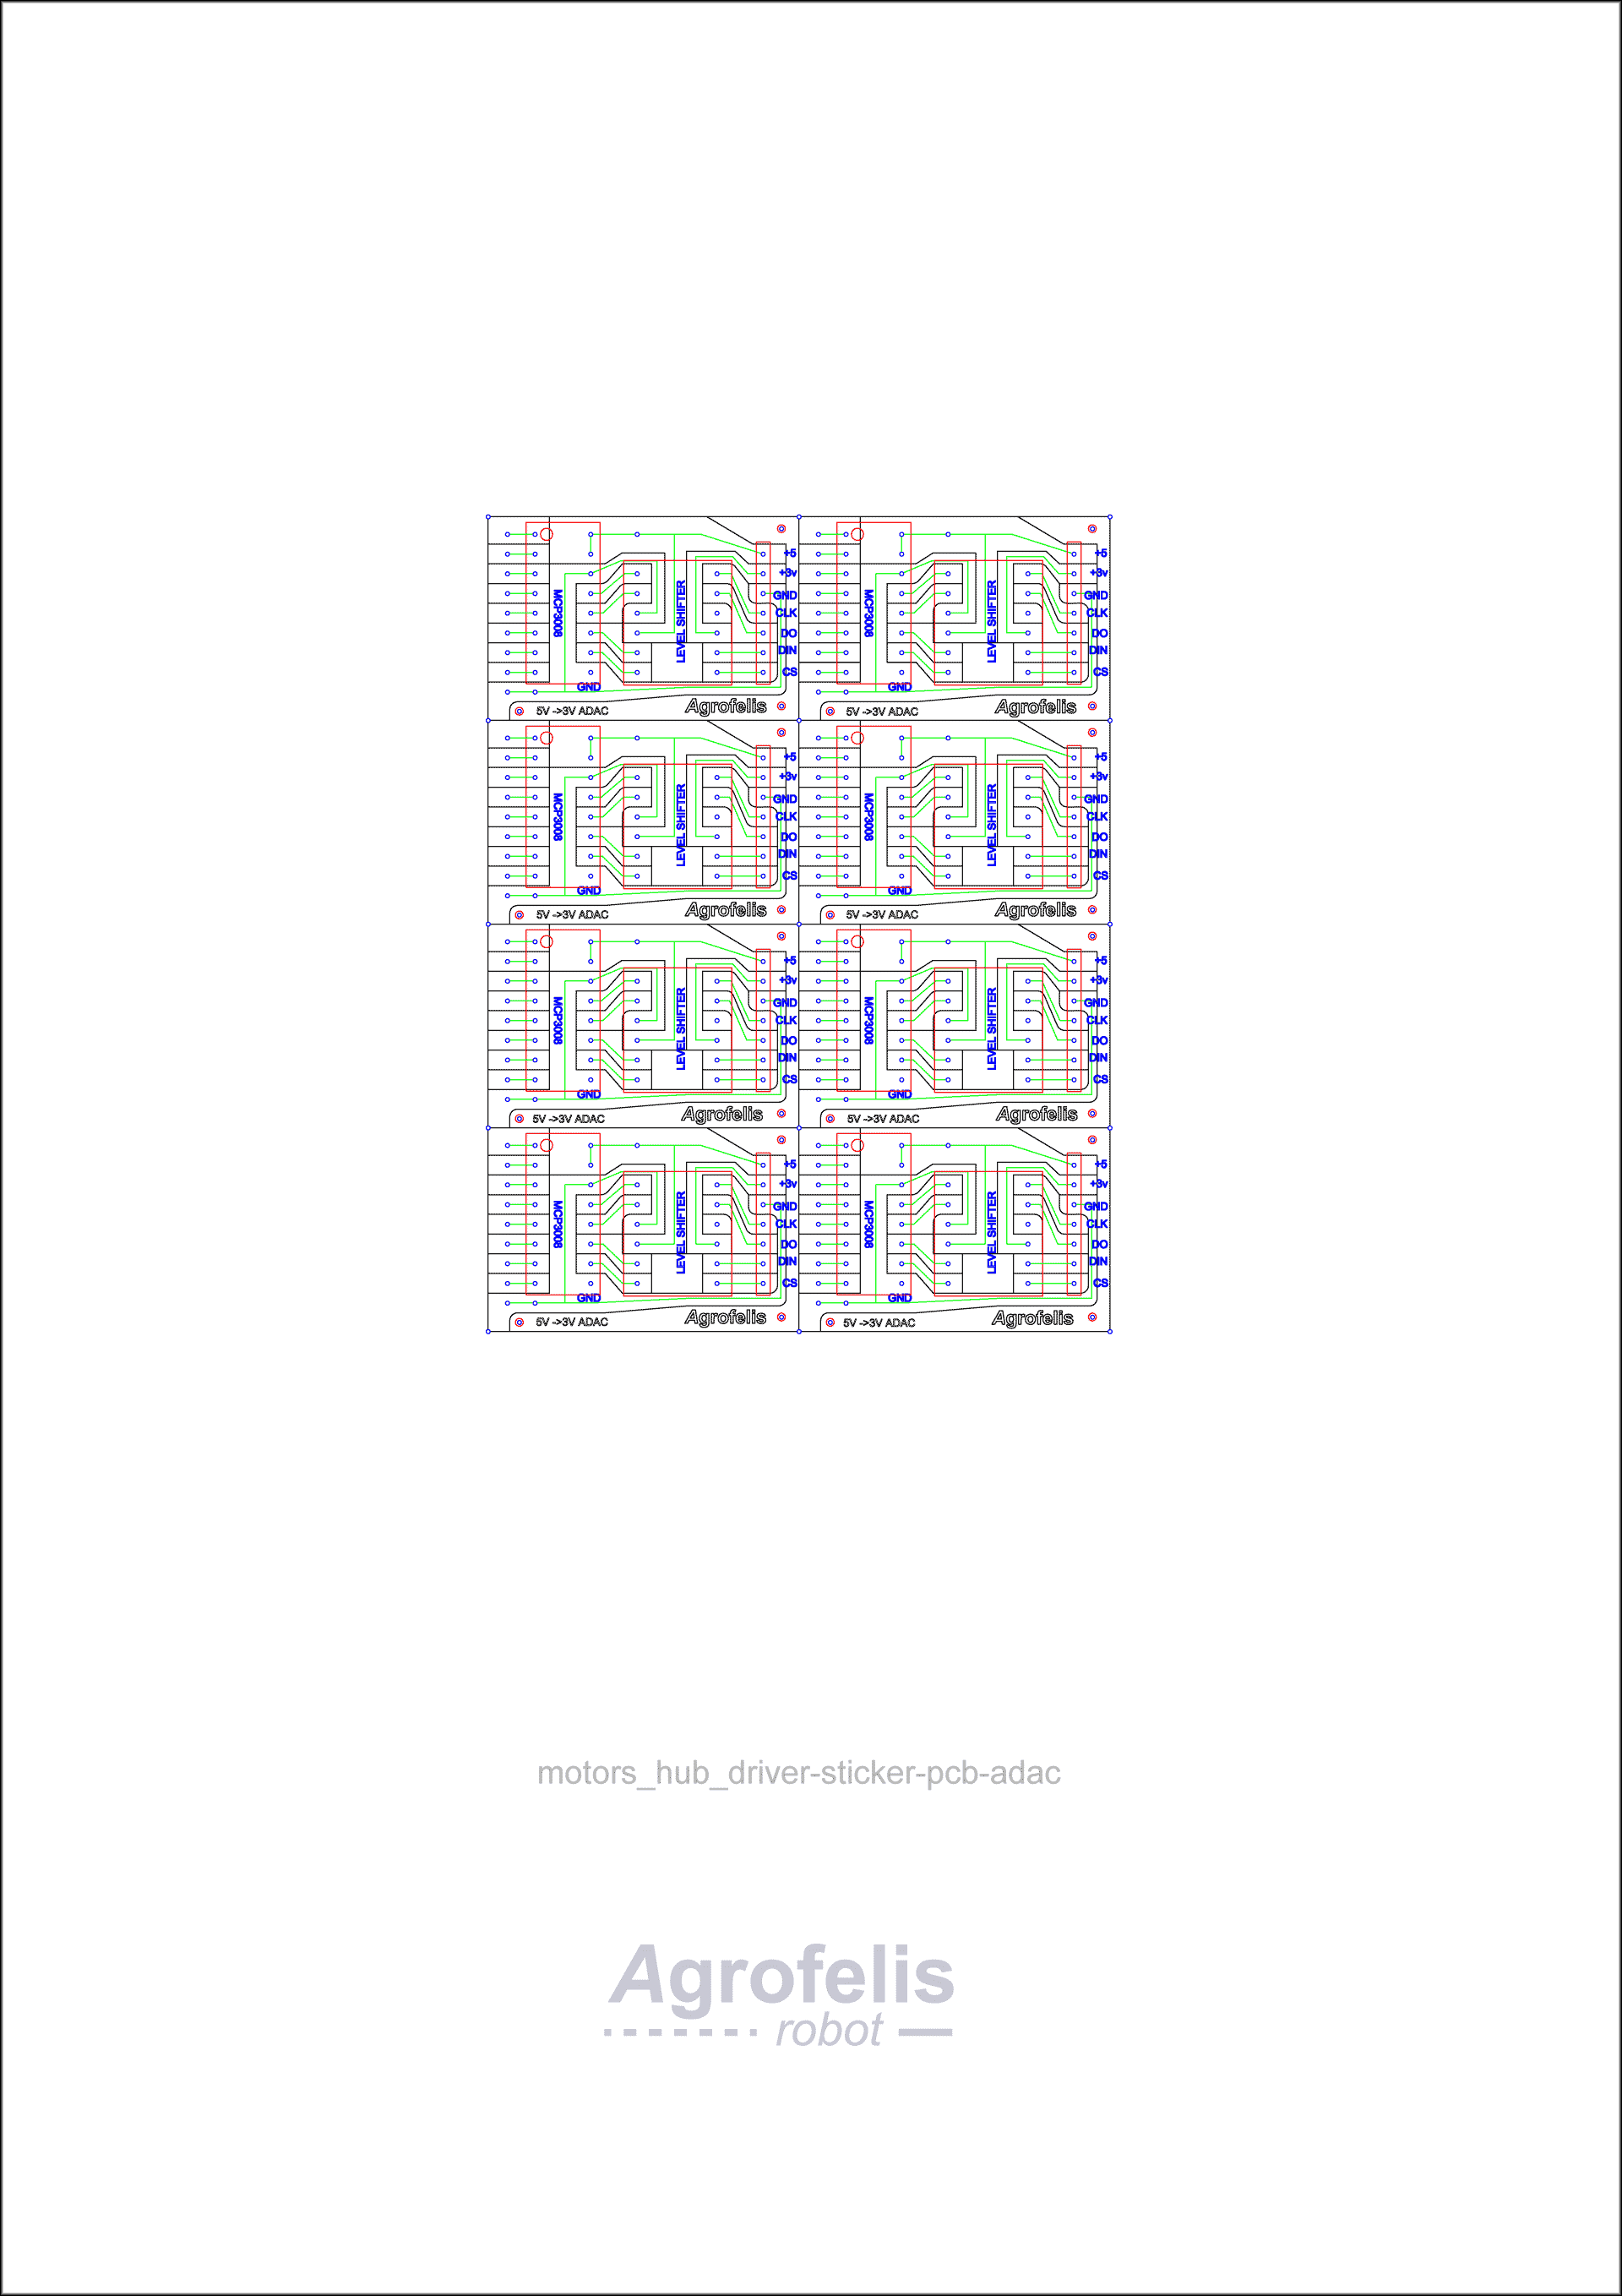 +5 +5
+3v +3v
MCP3008 LEVEL SHIFTER GND MCP3008 LEVEL SHIFTER GND
CLK CLK
DO DO
DIN DIN
CS CS
GND GND
5V ->3V ADAC Agrofelis 5V ->3V ADAC Agrofelis
+5 +5
+3v +3v
MCP3008 LEVEL SHIFTER GND MCP3008 LEVEL SHIFTER GND
CLK CLK
DO DO
DIN DIN
CS CS
GND GND
5V ->3V ADAC Agrofelis 5V ->3V ADAC Agrofelis
+5 +5
+3v +3v
MCP3008 LEVEL SHIFTER GND MCP3008 LEVEL SHIFTER GND
CLK CLK
DO DO
DIN DIN
CS CS
GND GND
5V ->3V ADAC Agrofelis 5V ->3V ADAC Agrofelis
+5 +5
+3v +3v
MCP3008 LEVEL SHIFTER GND MCP3008 LEVEL SHIFTER GND
CLK CLK
DO DO
DIN DIN
CS CS
GND GND
5V ->3V ADAC Agrofelis 5V ->3V ADAC Agrofelis
motors_hub_driver-sticker-pcb-adac
Agrofelis
robot